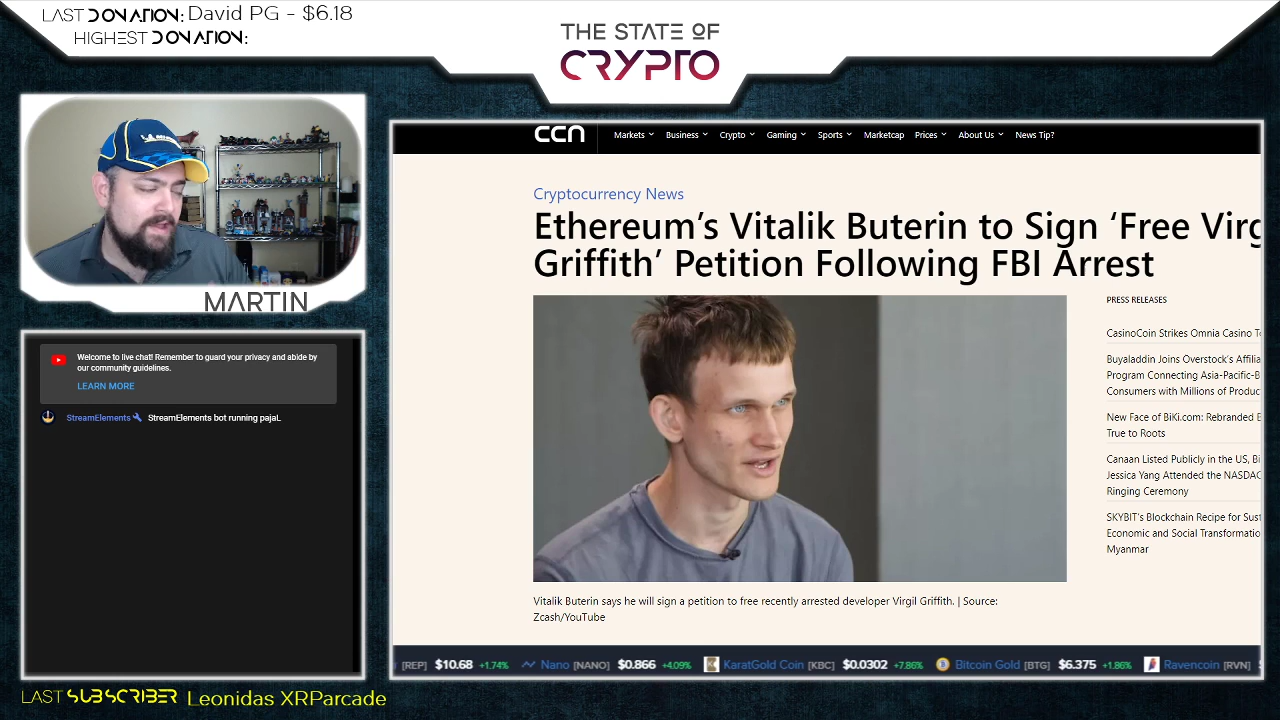 LAST DONATION: David PG - $6.18
HIGHEST DONATION:
THE STATE OF
CRYPTO
MARTIN
Welcome to live chat! Remember to guard your privacy and abide by
our community guidelines.
LEARN MORE
StreamElements StreamElements bot running pajaL
LAST SUBSCRIBER Leonidas XRParcade
CCN Markets Business Crypto Gaming Sports Marketcap Prices About Us News Tip?
Cryptocurrency News
Ethereum's Vitalik Buterin to Sign ‘Free Virg
Griffith’ Petition Following FBI Arrest
Vitalik Buterin says he will sign a petition to free recently arrested developer Virgil Griffith. | Source:
Zcash/YouTube
PRESS RELEASES
CasinoCoin Strikes Omnia Casino
Buyaladdin Joins Overstock's Affilia
Program Connecting Asia-Pacific-B
Consumers with Millions of Produc
New Face of BiKi.com: Rebranded
True to Roots
Canaan Listed Publicly in the US, Bi
Jessica Yang Attended the NASDA
Ringing Ceremony
SKYBIT's Blockchain Recipe for Sust
Economic and Social Transformatio
Myanmar
[REP] $10.68 +1.74% Nano [NANO] $0.866 +4.09% KaratGold Coin [KBC] $0.0302 +7.86% Bitcoin Gold [BTG] $6.375 +1.86% Ravencoin [RVN]